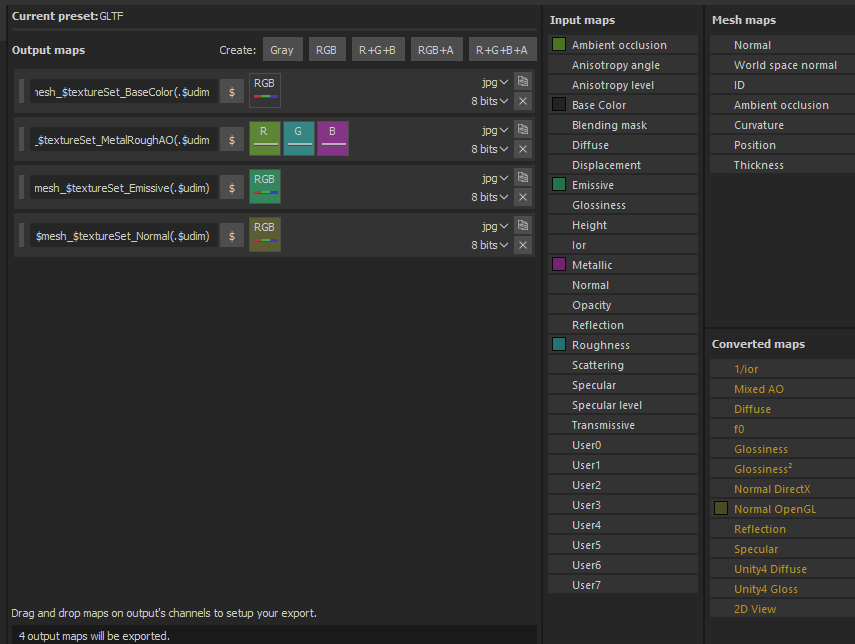 Current preset: GLTF
Output maps
Create:
Gray
RGB
R+G+B
RGB+A
R+G+B+A
mesh_$textureSet_BaseColor(.$udim
$
RGB
jpg
8 bits
_$textureSet_MetalRoughAO(.$udim
$
R
G
B
jpg
8 bits
mesh_$textureSet_Emissive(.$udim)
$
RGB
jpg
8 bits
$mesh_$textureSet_Normal(.$udim)
$
RGB
jpg
8 bits
Drag and drop maps on output's channels to setup your export.
4 output maps will be exported.
Input maps
Ambient occlusion
Anisotropy angle
Anisotropy level
Base Color
Blending mask
Diffuse
Displacement
Emissive
Glossiness
Height
Ior
Metallic
Normal
Opacity
Reflection
Roughness
Scattering
Specular
Specular level
Transmissive
User0
User1
User2
User3
User4
User5
User6
User7
Mesh maps
Normal
World space normal
ID
Ambient occlusion
Curvature
Position
Thickness
Converted maps
1/ior
Mixed AO
Diffuse
f0
Glossiness
Glossiness²
Normal DirectX
Normal OpenGL
Reflection
Specular
Unity4 Diffuse
Unity4 Gloss
2D View